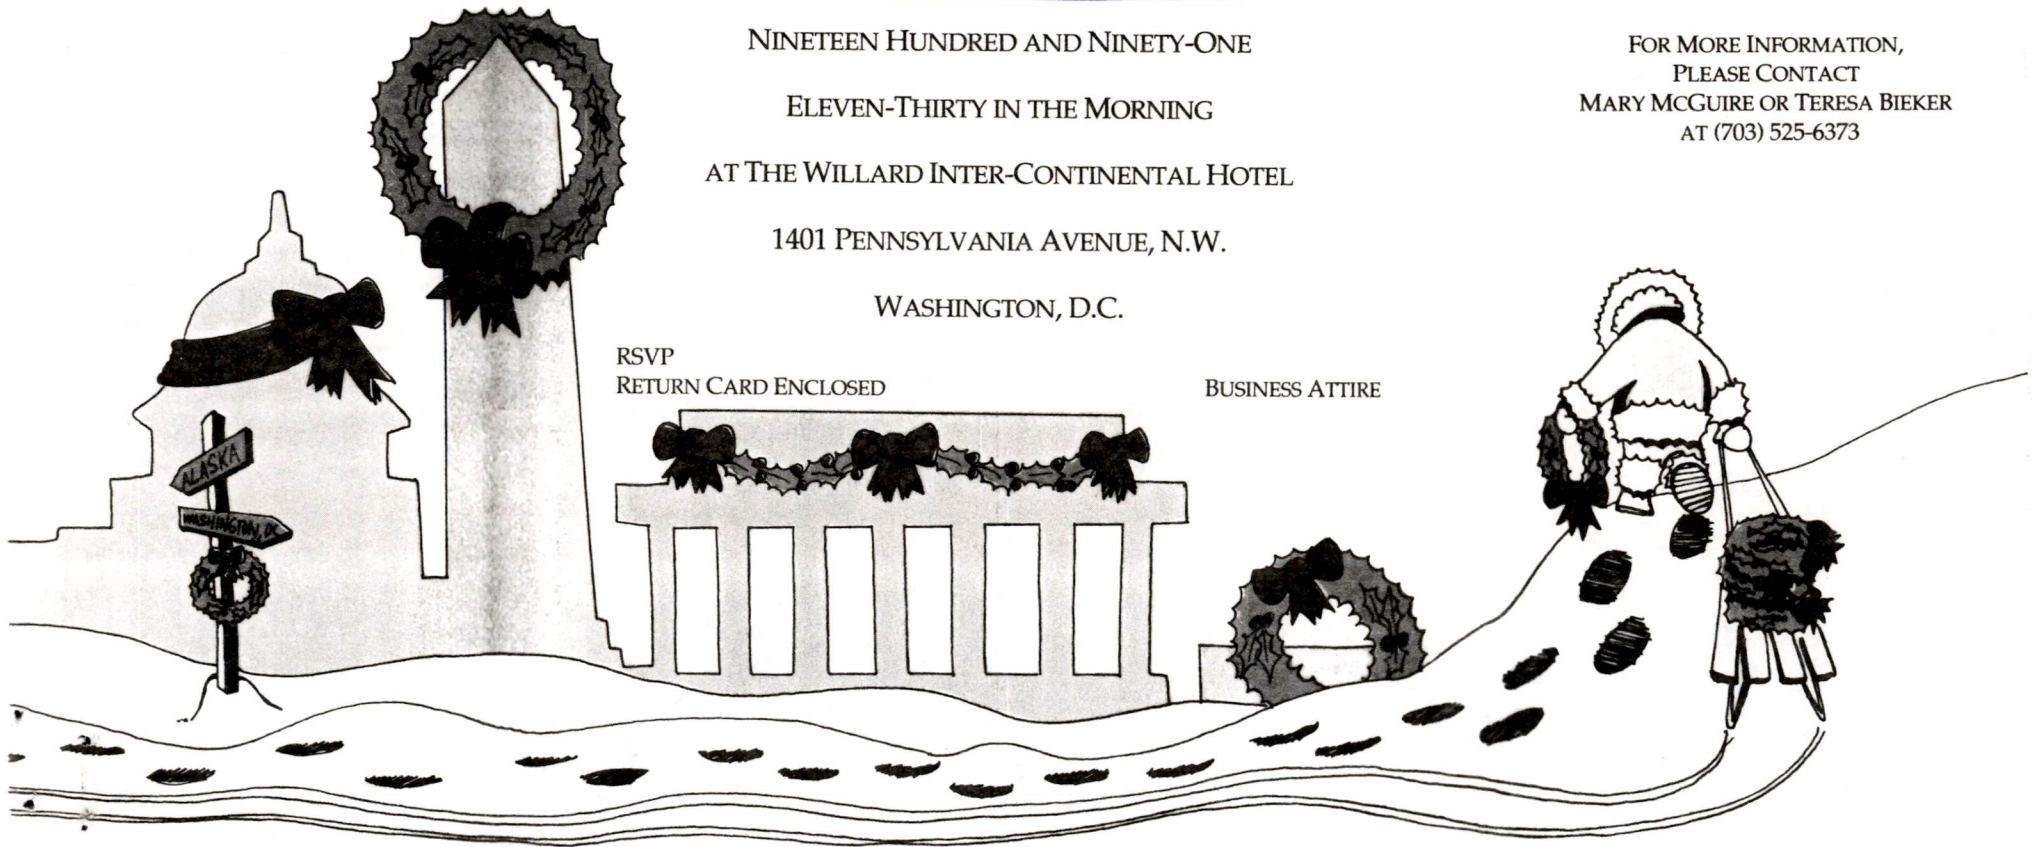 NINETEEN HUNDRED AND NINETY-ONE
ELEVEN-THIRTY IN THE MORNING
AT THE WILLARD INTER-CONTINENTAL HOTEL
1401 PENNSYLVANIA AVENUE, N.W.
WASHINGTON, D.C.
FOR MORE INFORMATION,
PLEASE CONTACT
MARY MCGUIRE OR TERESA BIEKER
AT (703) 525-6373
RSVP
RETURN CARD ENCLOSED
BUSINESS ATTIRE
ALASKA
WASHINGTON, DC